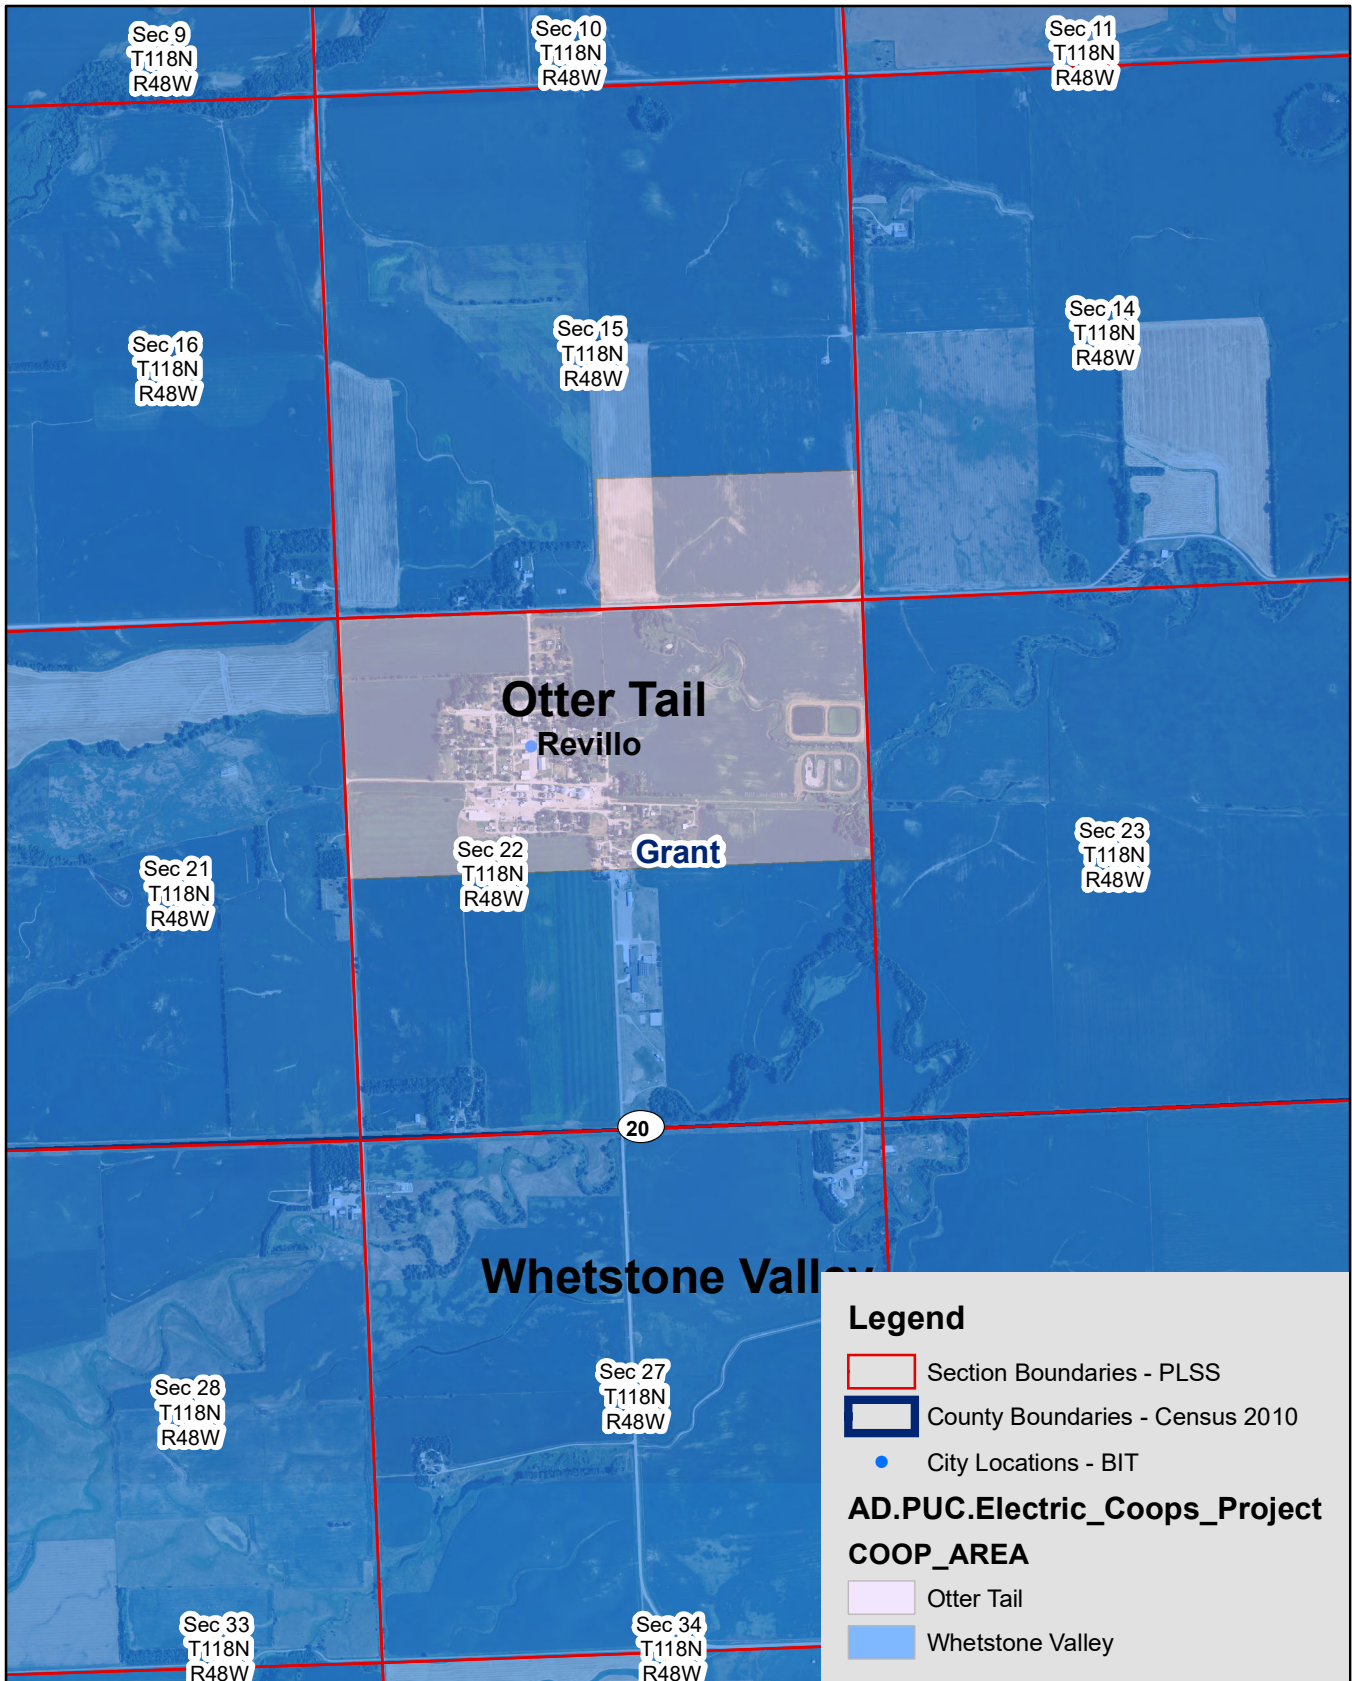 Sec 9
T118N
R48W
Sec 10
T118N
R48W
Sec 11
T118N
R48W
Sec 16
T118N
R48W
Sec 15
T118N
R48W
Sec 14
T118N
R48W
Otter Tail
Revillo
Grant
Sec 21
T118N
R48W
Sec 22
T118N
R48W
Sec 23
T118N
R48W
20
Whetstone Valley
Sec 28
T118N
R48W
Sec 27
T118N
R48W
Sec 33
T118N
R48W
Sec 34
T118N
R48W
Legend
Section Boundaries - PLSS
County Boundaries - Census 2010
City Locations - BIT
AD.PUC.Electric_Coops_Project
COOP_AREA
Otter Tail
Whetstone Valley